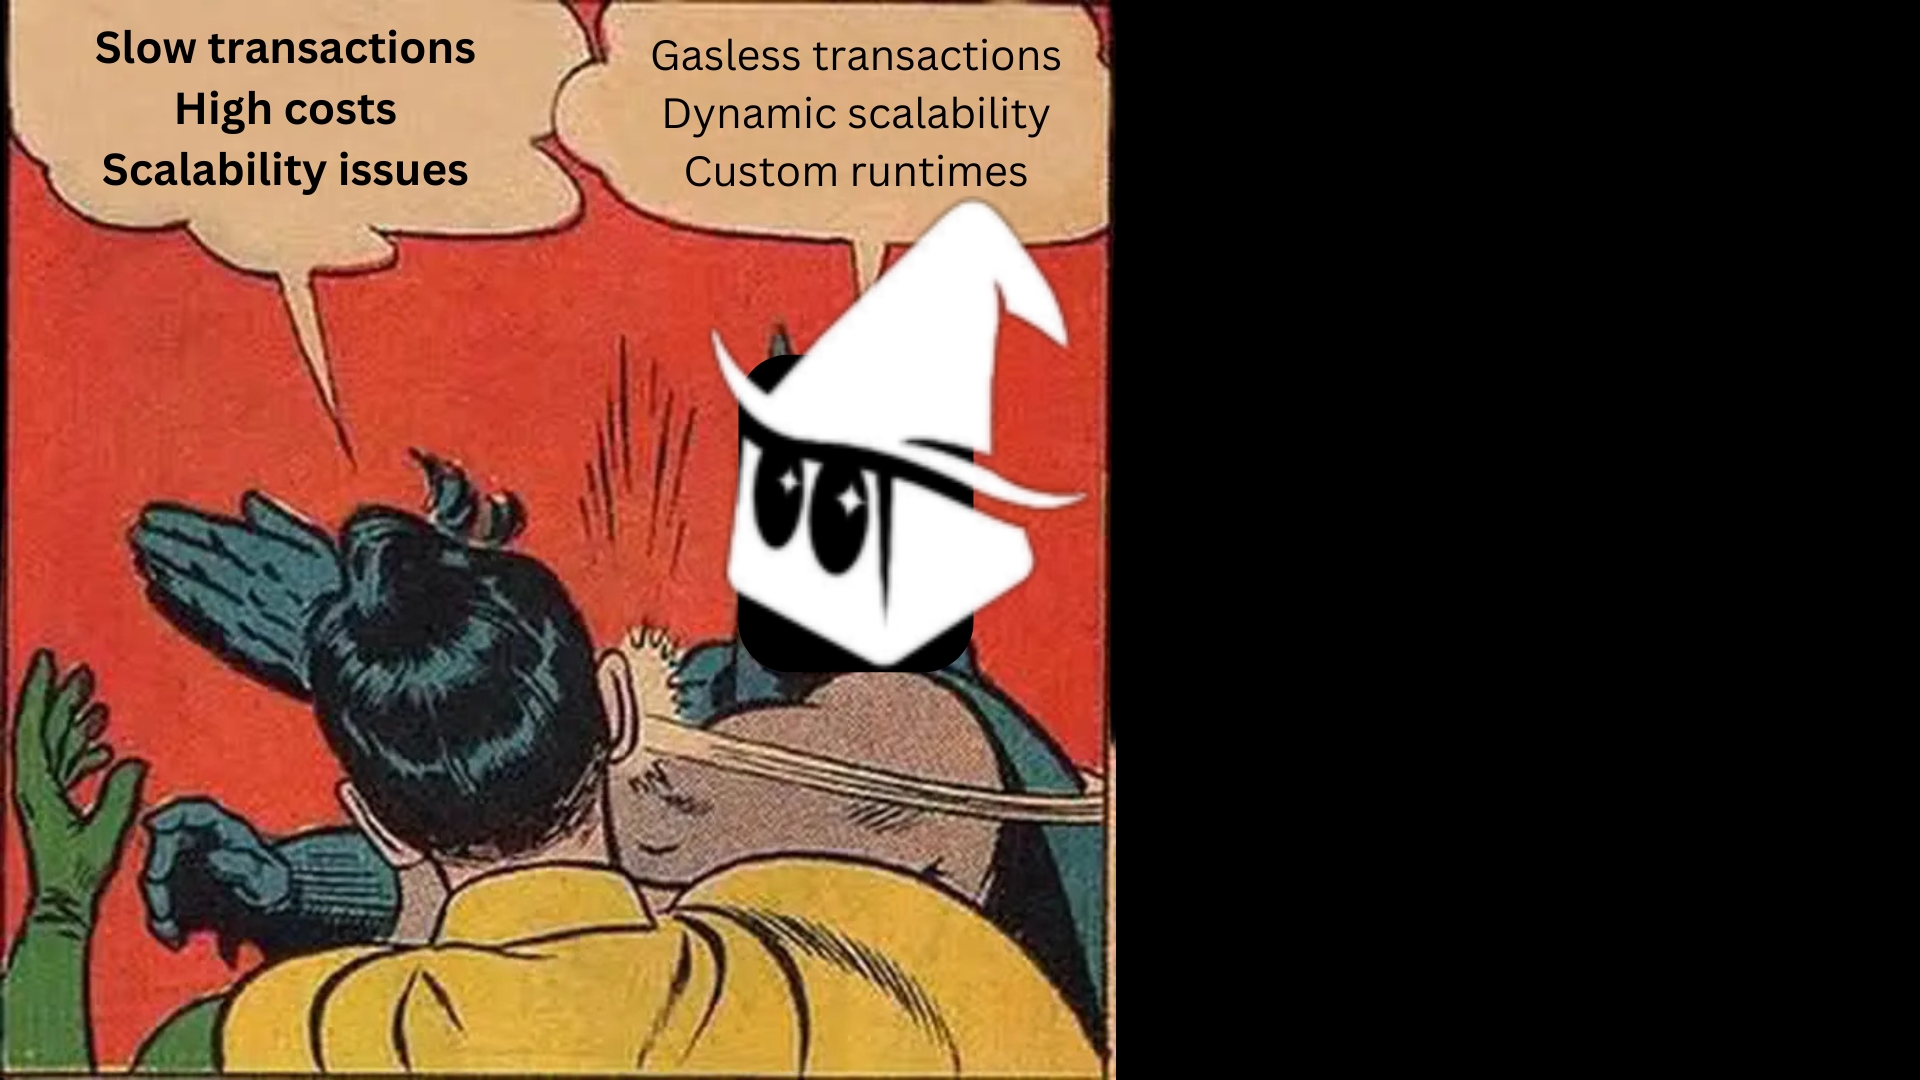 Slow transactions
High costs
Scalability issues
Gasless transactions
Dynamic scalability
Custom runtimes